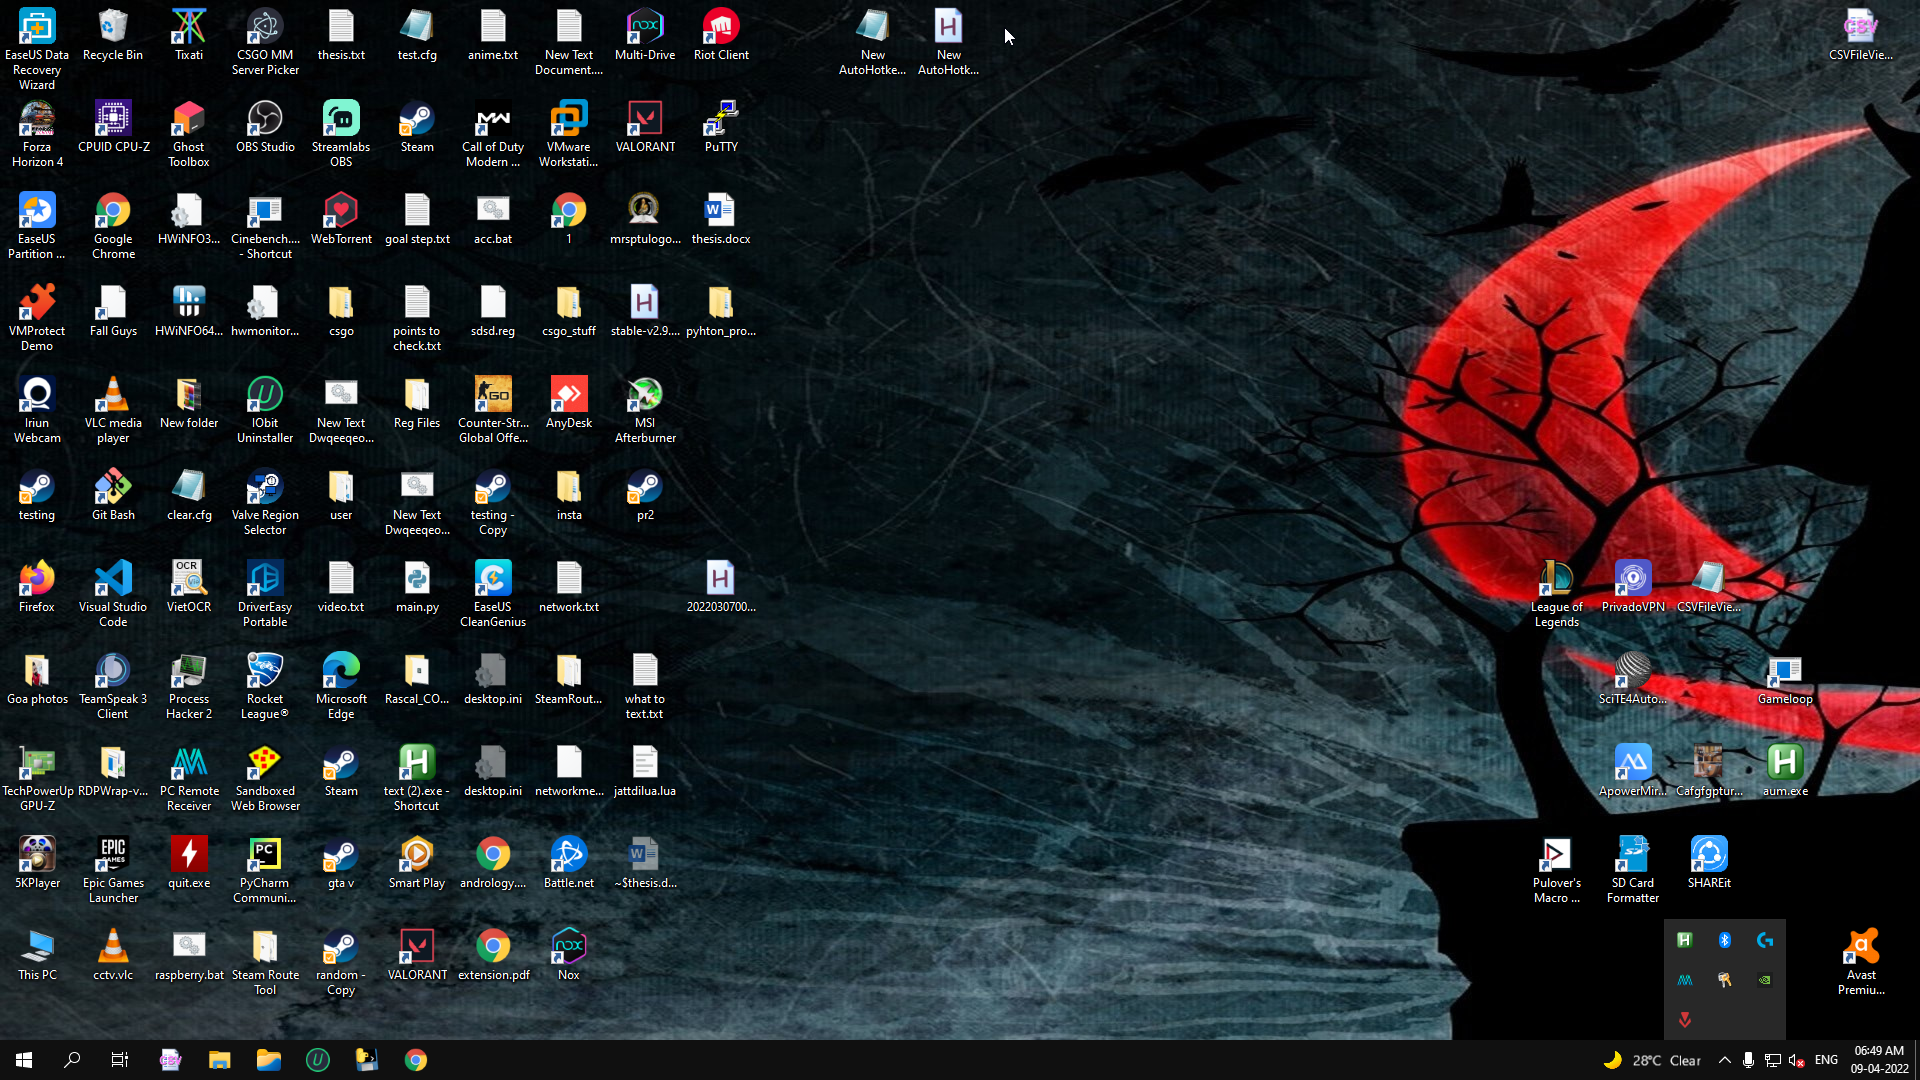 EaseUS Data
Recovery
Wizard
Recycle Bin
Tixati
CSGO MM
Server Picker
thesis.txt
test.cfg
anime.txt
New Text
Document....
Multi-Drive
Riot Client
New
AutoHotke...
New
AutoHotk...
CSVFileVie...
Forza
Horizon 4
CPUID CPU-Z
Ghost
Toolbox
OBS Studio
Streamlabs
OBS
Steam
Call of Duty
Modern ...
VMware
Workstati...
VALORANT
PuTTY
EaseUS
Partition ...
Google
Chrome
HWiNFO3...
Cinebench....
- Shortcut
WebTorrent
goal step.txt
acc.bat
1
mrsptulogo...
thesis.docx
VMProtect
Demo
Fall Guys
HWiNFO64...
hwmonitor...
csgo
points to
check.txt
sdsd.reg
csgo_stuff
stable-v2.9....
pyhton_pro...
Iriun
Webcam
VLC media
player
New folder
IObit
Uninstaller
New Text
Dwqeeqeo...
Reg Files
Counter-Str...
Global Offe...
AnyDesk
MSI
Afterburner
testing
Git Bash
clear.cfg
Valve Region
Selector
user
New Text
Dwqeeqeo...
testing -
Copy
insta
pr2
Firefox
Visual Studio
Code
VietOCR
DriverEasy
Portable
video.txt
main.py
EaseUS
CleanGenius
network.txt
2022030700...
League of
Legends
PrivadoVPN
CSVFileVie...
Goa photos
TeamSpeak 3
Client
Process
Hacker 2
Rocket
League®
Microsoft
Edge
Rascal_CO...
desktop.ini
SteamRout...
what to
text.txt
SciTE4Auto...
Gameloop
TechPowerUp
GPU-Z
RDPWrap-v...
PC Remote
Receiver
Sandboxed
Web Browser
Steam
text (2).exe -
Shortcut
desktop.ini
networkme...
jattdilua.lua
ApowerMir...
Cafgfgptur...
aum.exe
5KPlayer
Epic Games
Launcher
quit.exe
PyCharm
Communi...
gta v
Smart Play
andrology....
Battle.net
~$thesis.d...
Pulover's
Macro ...
SD Card
Formatter
SHAREit
This PC
cctv.vlc
raspberry.bat
Steam Route
Tool
random -
Copy
VALORANT
extension.pdf
Nox
Avast
Premiu...
28°C Clear
ENG
06:49 AM
09-04-2022